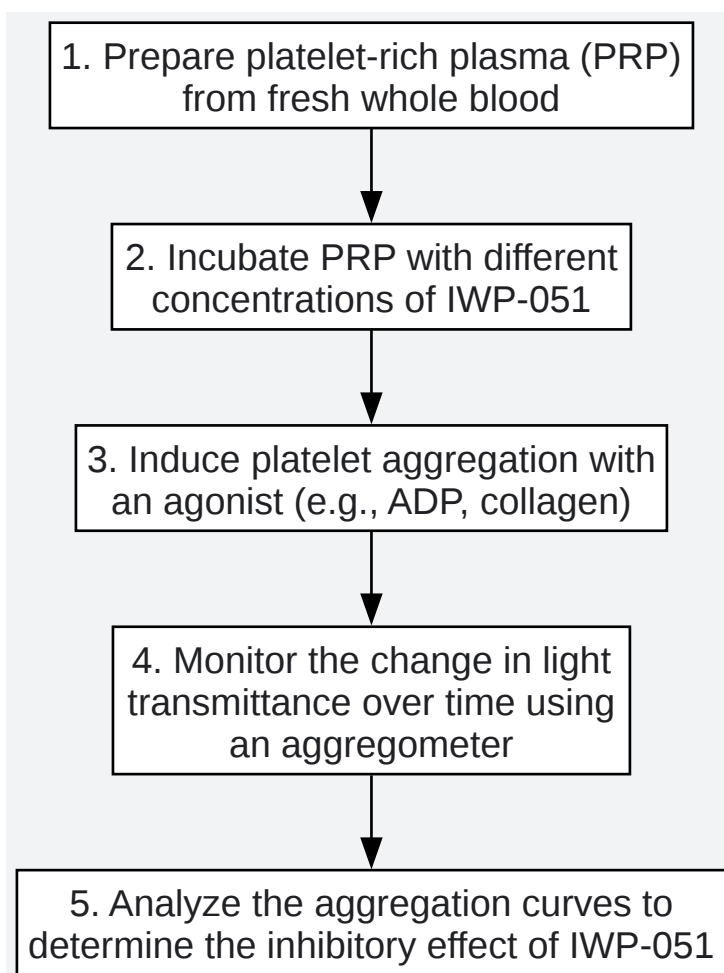 1. Prepare platelet-rich plasma (PRP)
from fresh whole blood
2. Incubate PRP with different
concentrations of IWP-051
3. Induce platelet aggregation with
an agonist (e.g., ADP, collagen)
4. Monitor the change in light
transmittance over time using
an aggregometer
5. Analyze the aggregation curves to
determine the inhibitory effect of IWP-051